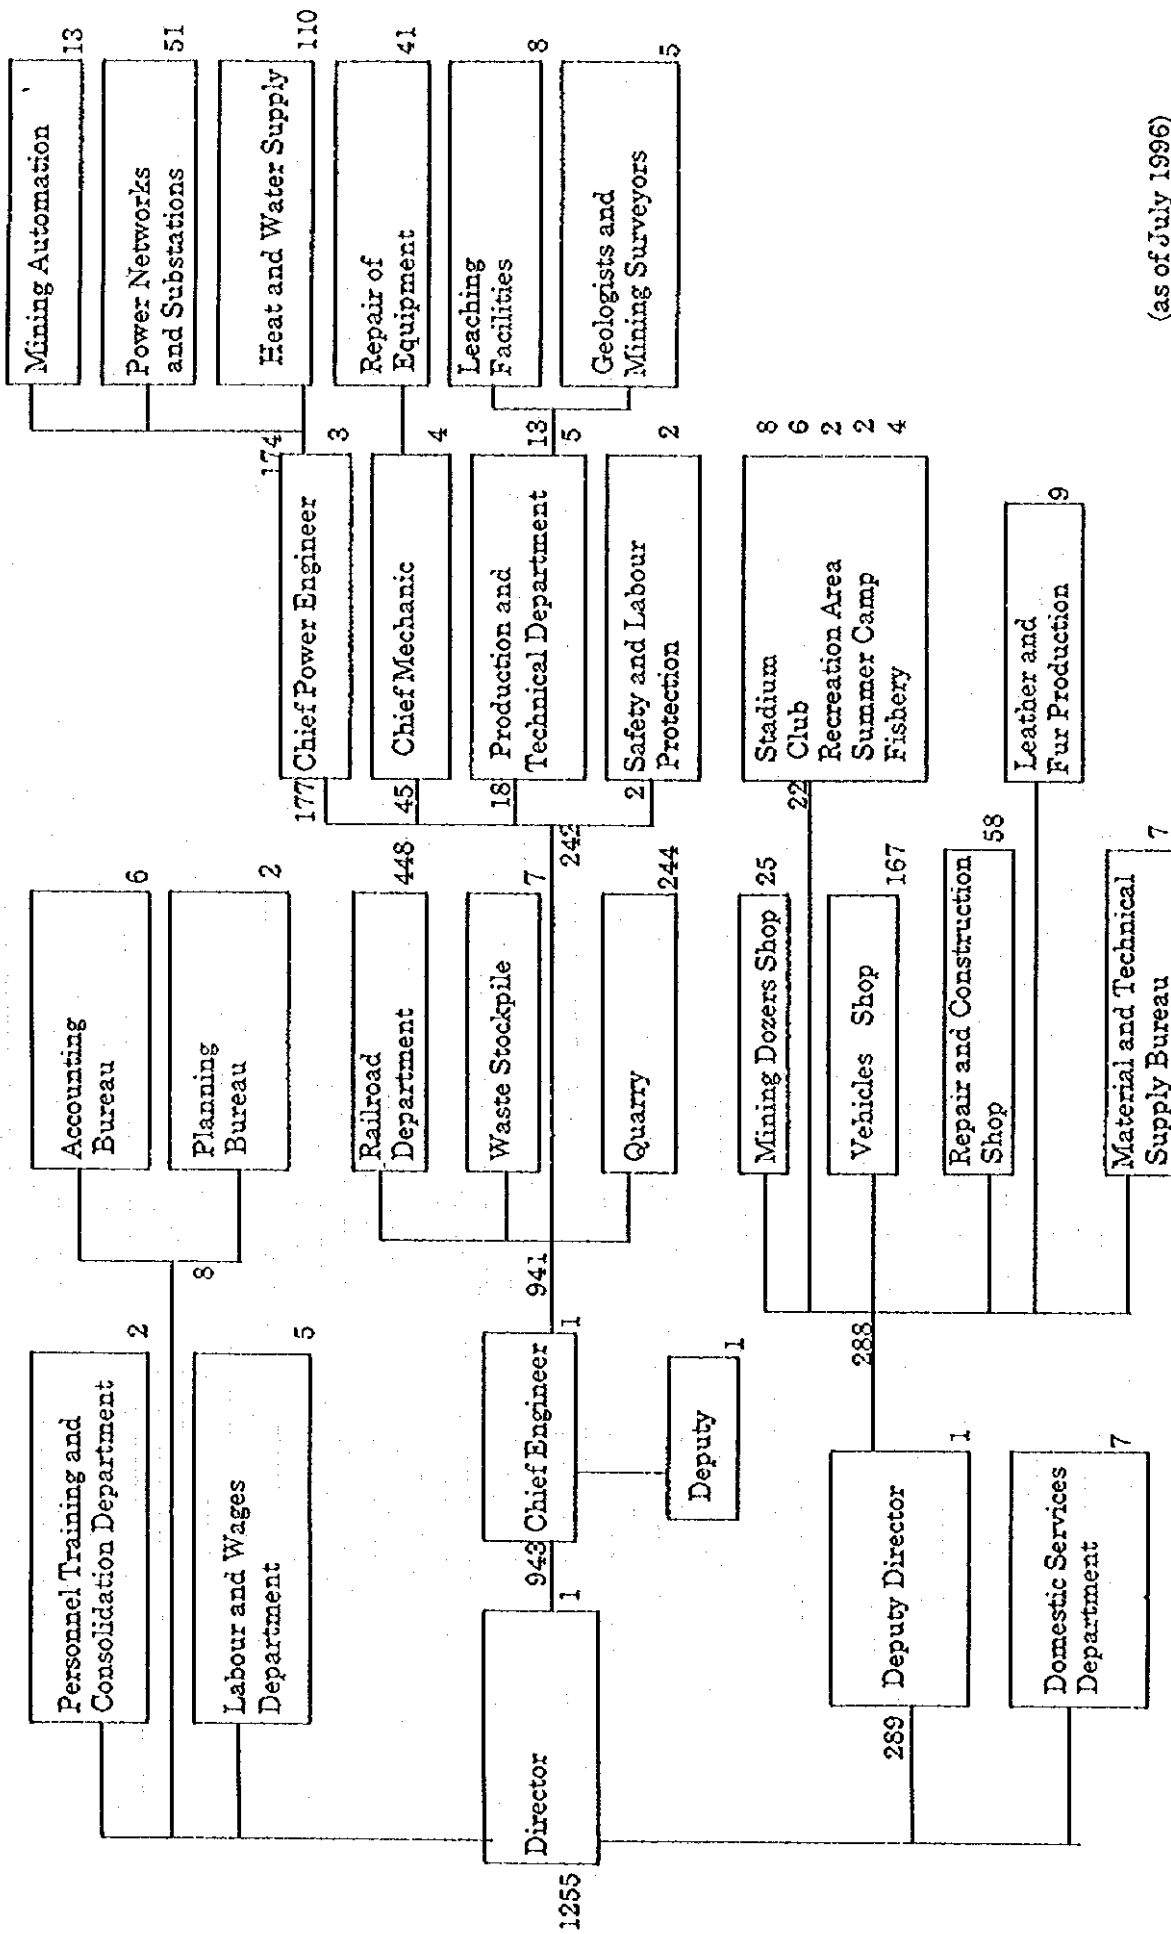 Personnel Training and
Consolidation Department
2
Labour and Wages
Department
5
8
Accounting
Bureau
6
Planning
Bureau
2
1255
Director
1
943
Chief Engineer
1
Deputy
1
941
Railroad
Department
448
Waste Stockpile
7
Quarry
244
242
177
Chief Power Engineer
3
174
Mining Automation
13
Power Networks
and Substations
51
Heat and Water Supply
110
45
Chief Mechanic
4
Repair of
Equipment
41
18
Production and
Technical Department
5
13
Leaching
Facilities
8
Geologists and
Mining Surveyors
5
2
Safety and Labour
Protection
2
289
Deputy Director
1
288
Mining Dozers Shop
25
22
Stadium 8
Club 6
Recreation Area 2
Summer Camp 2
Fishery 4
Vehicles Shop
167
Repair and Construction
Shop
58
Leather and
Fur Production
9
Material and Technical
Supply Bureau
7
Domestic Services
Department
7
(as of July 1996)